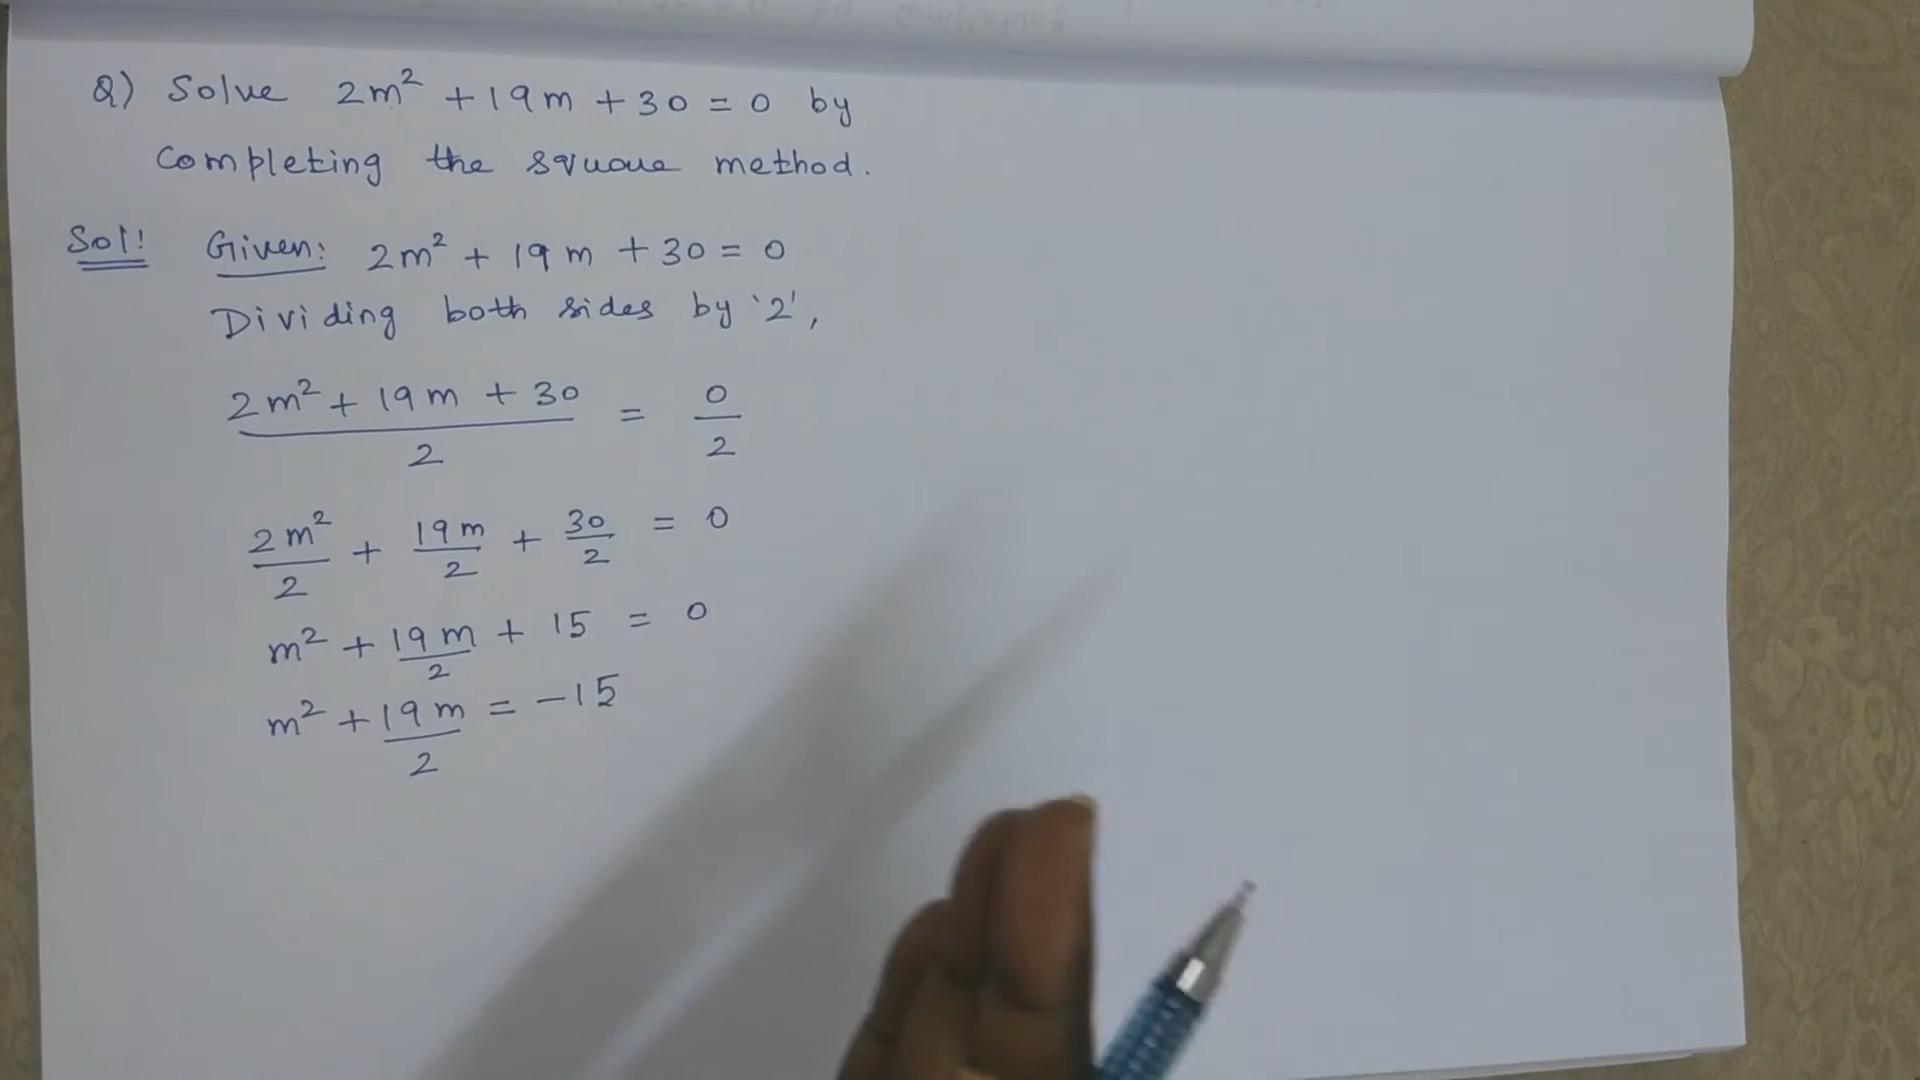 Q) Solve 2m² + 19m + 30 = 0 by
completing the square method.
Sol: Given: 2m² + 19m + 30 = 0
Dividing both sides by '2',
(2m² + 19m + 30)/2 = 0/2
2m²/2 + 19m/2 + 30/2 = 0
m² + 19m/2 + 15 = 0
m² + 19m/2 = -15